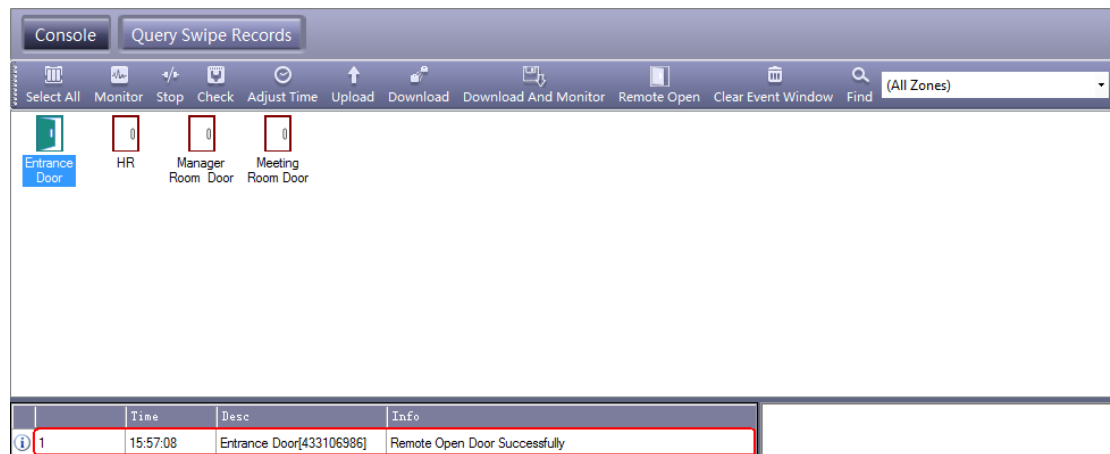 Console Query Swipe Records
Select All Monitor Stop Check Adjust Time Upload Download Download And Monitor Remote Open Clear Event Window Find (All Zones)
Entrance Door
HR
Manager Room Door
Meeting Room Door
Time Desc Info
1 15:57:08 Entrance Door[433106986] Remote Open Door Successfully